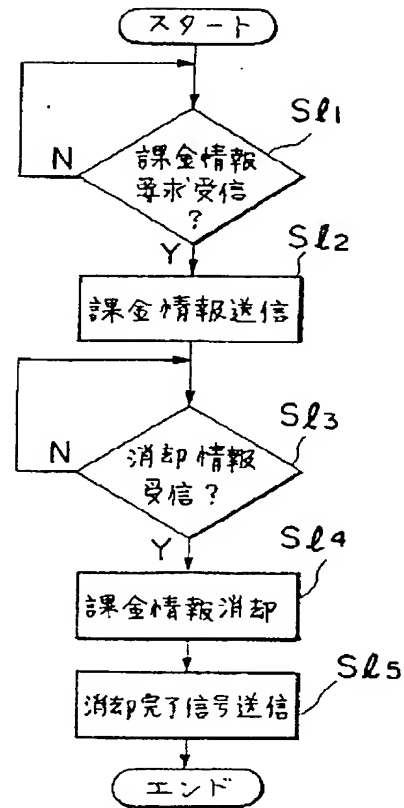 スタート
Sl1
N
課金情報
要求受信
?
Y
Sl2
課金情報送信
N
Sl3
消却情報
受信?
Y
Sl4
課金情報消却
Sl5
消却完了信号送信
エンド